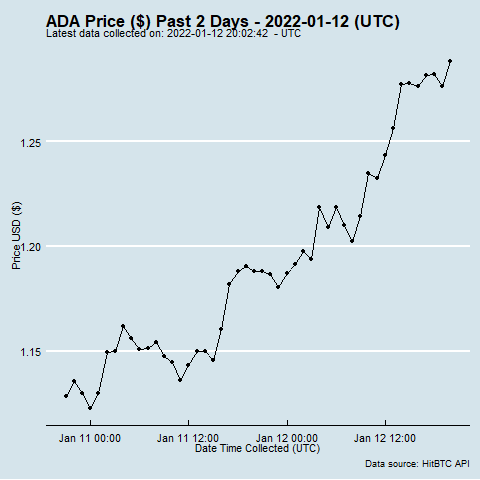 ADA Price ($) Past 2 Days - 2022-01-12 (UTC)
Latest data collected on: 2022-01-12 20:02:42 - UTC
1.25
1.20
1.15
Price USD ($)
Jan 11 00:00 Jan 11 12:00 Jan 12 00:00 Jan 12 12:00
Date Time Collected (UTC)
Data source: HitBTC API